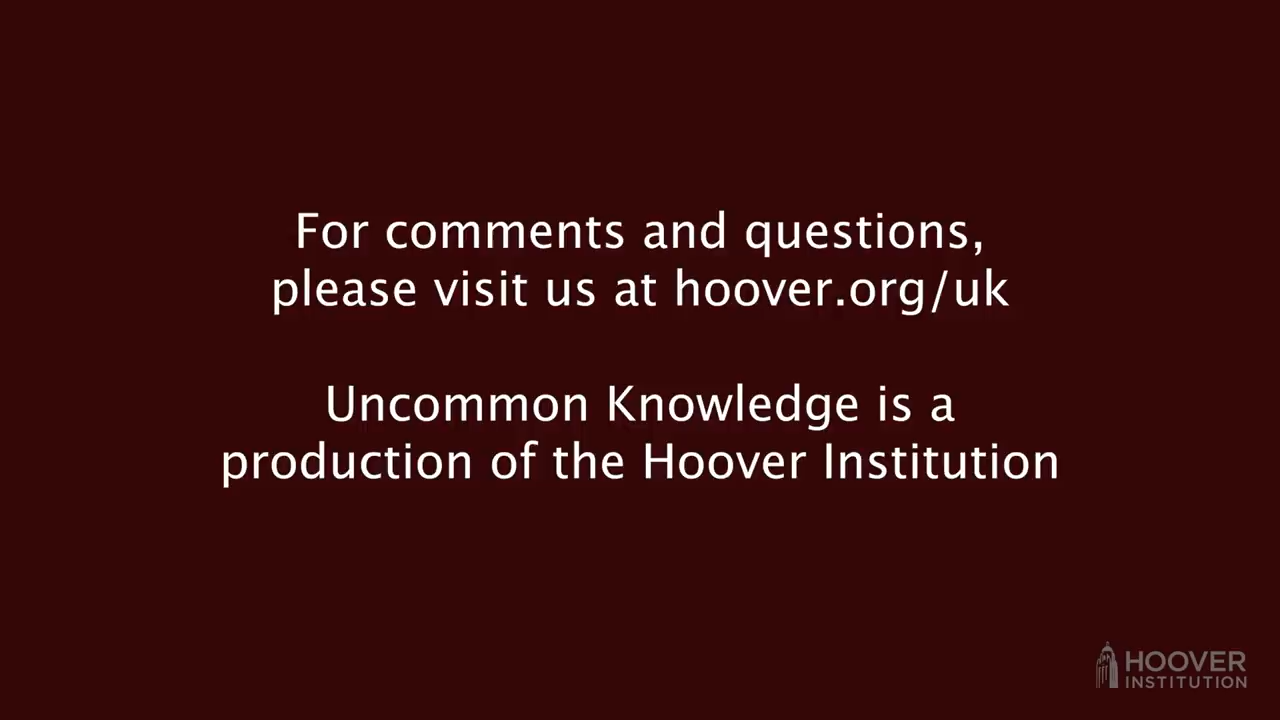 For comments and questions,
please visit us at hoover.org/uk
Uncommon Knowledge is a
production of the Hoover Institution
HOOVER
INSTITUTION